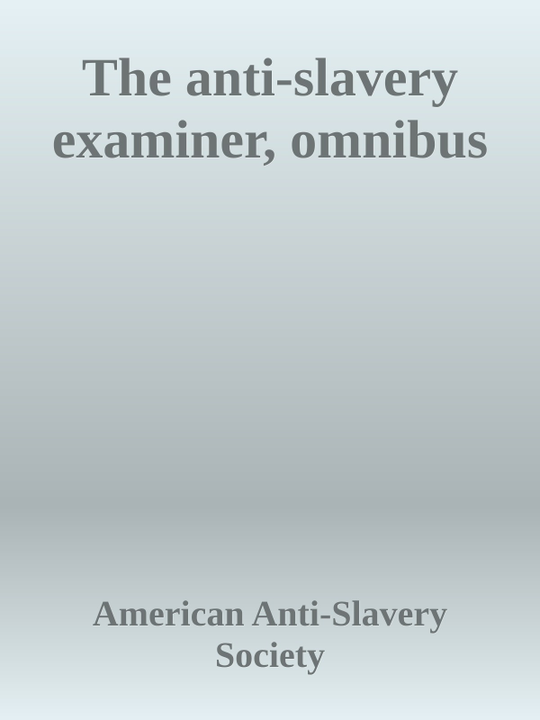 The anti-slavery
examiner, omnibus
American Anti-Slavery
Society